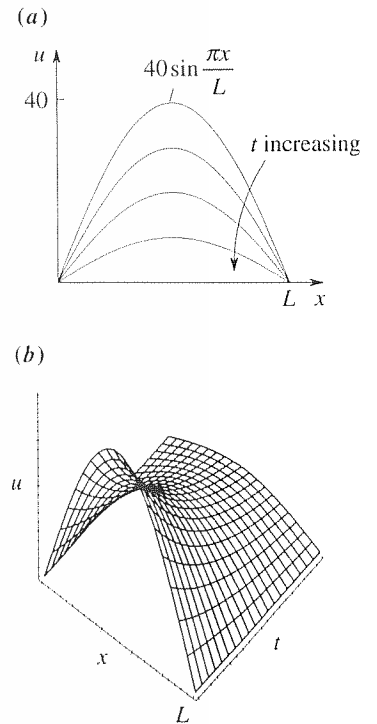 (a)
u
40 sin πx/L
40
t increasing
L x
(b)
u
x
t
L